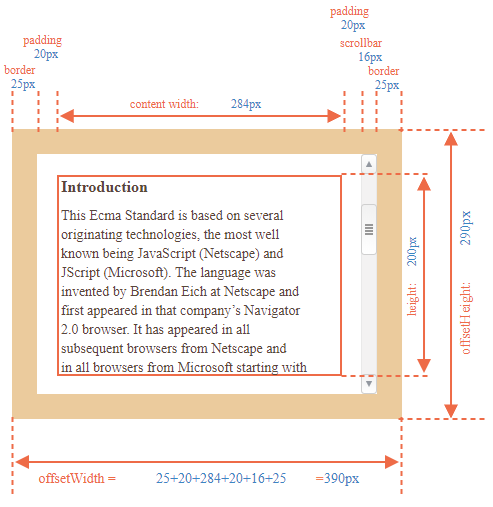 padding
20px
padding
20px
scrollbar
16px
border
25px
border
25px
content width: 284px
Introduction
This Ecma Standard is based on several
originating technologies, the most well
known being JavaScript (Netscape) and
JScript (Microsoft). The language was
invented by Brendan Eich at Netscape and
first appeared in that company’s Navigator
2.0 browser. It has appeared in all
subsequent browsers from Netscape and
in all browsers from Microsoft starting with
height: 200px
offsetHeight: 290px
offsetWidth = 25+20+284+20+16+25 =390px